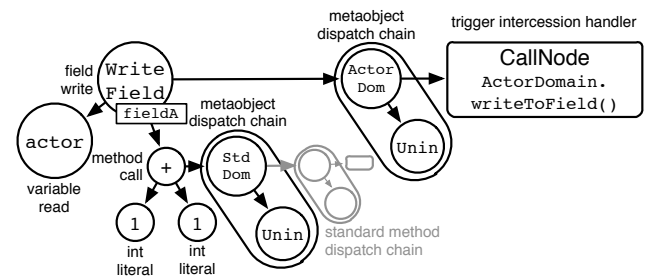 metaobject
dispatch chain
trigger intercession handler
field
write
Write
Field
fieldA
Actor
Dom
Unin
CallNode
ActorDomain.
writeToField()
metaobject
dispatch chain
actor
variable
read
method
call
+
Std
Dom
Unin
standard method
dispatch chain
1
1
int
literal
int
literal